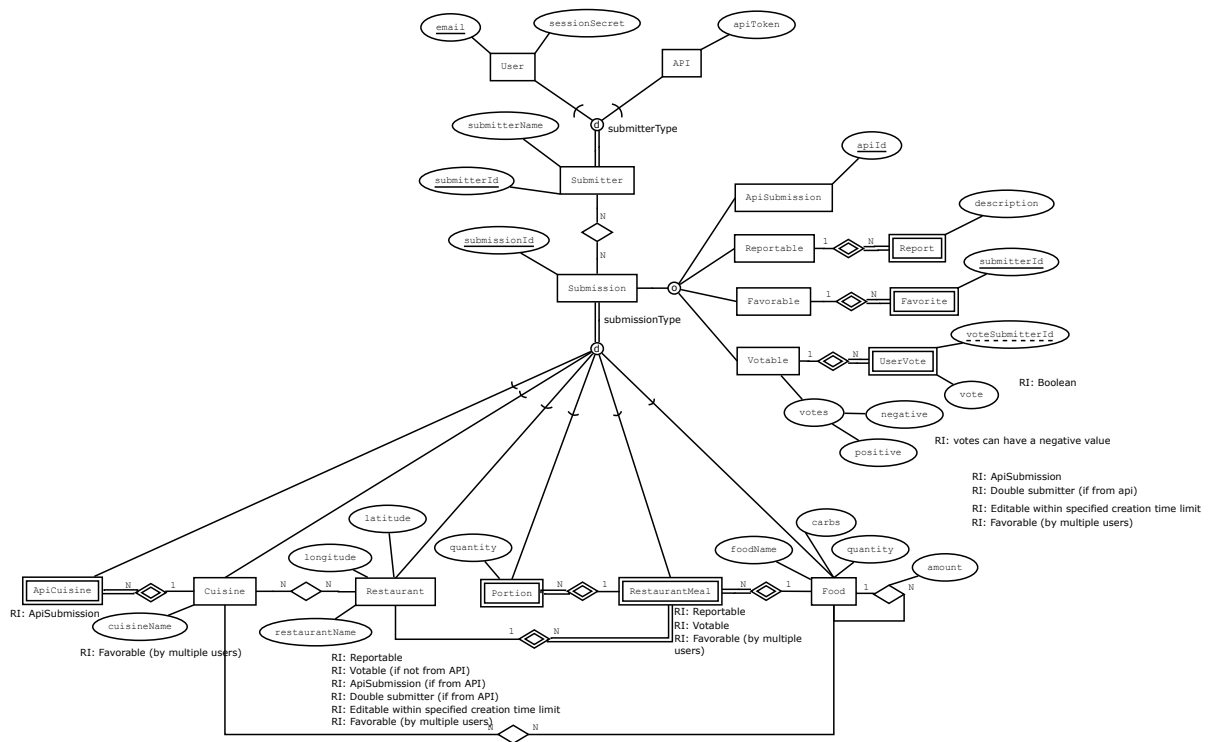 email
sessionSecret
apiToken
User
API
d
submitterType
submitterName
submitterId
Submitter
N
N
submissionId
Submission
o
submissionType
d
apiId
ApiSubmission
description
Reportable
1
N
Report
submitterId
Favorable
1
N
Favorite
voteSubmitterId
Votable
1
N
UserVote
RI: Boolean
vote
votes
negative
positive
RI: votes can have a negative value
RI: ApiSubmission
RI: Double submitter (if from api)
RI: Editable within specified creation time limit
RI: Favorable (by multiple users)
latitude
longitude
quantity
foodName
carbs
quantity
amount
ApiCuisine
N
1
Cuisine
N
N
Restaurant
Portion
N
1
RestaurantMeal
N
1
Food
1
N
RI: ApiSubmission
cuisineName
restaurantName
1
N
RI: Favorable (by multiple users)
RI: Reportable
RI: Votable
RI: Favorable (by multiple
users)
RI: Reportable
RI: Votable (if not from API)
RI: ApiSubmission (if from API)
RI: Double submitter (if from API)
RI: Editable within specified creation time limit
RI: Favorable (by multiple users)
N
N